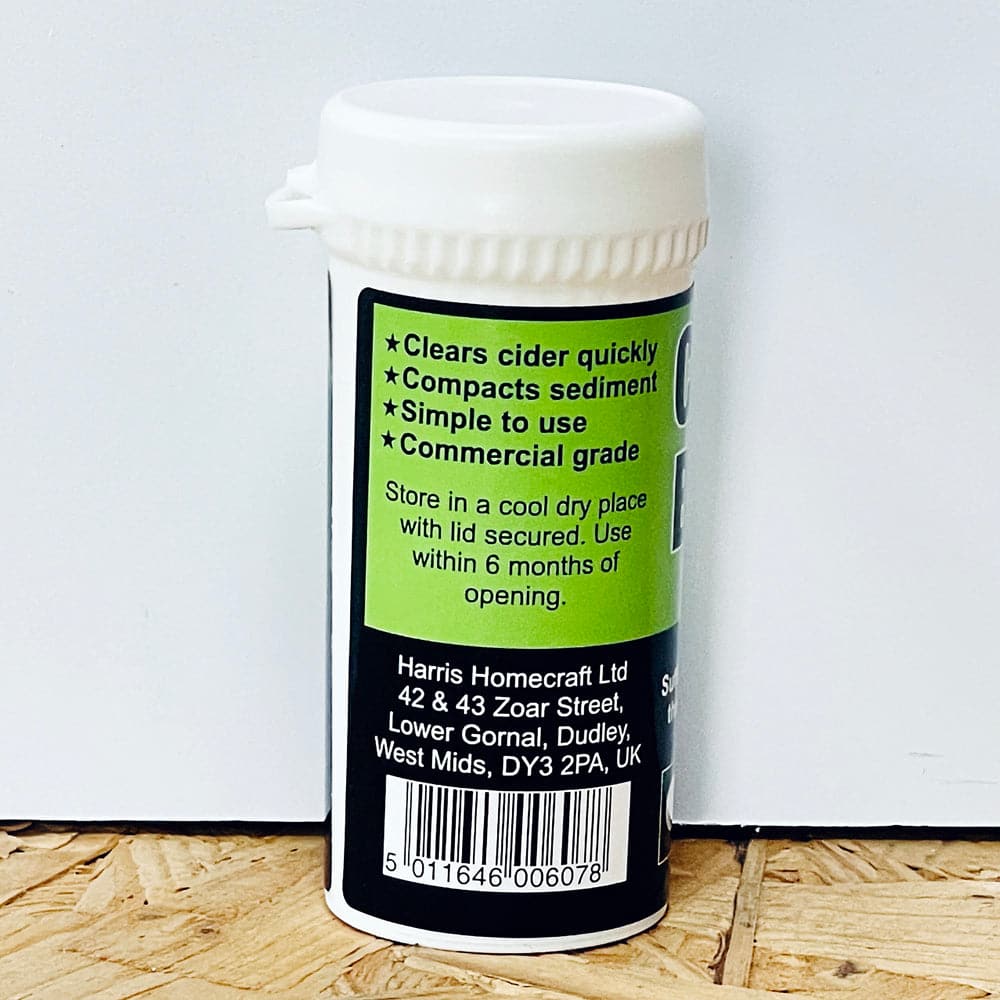 ★Clears cider quickly
★Compacts sediment
★Simple to use
★Commercial grade
Store in a cool dry place
with lid secured. Use
within 6 months of
opening.
Harris Homecraft Ltd
42 & 43 Zoar Street,
Lower Gornal, Dudley,
West Mids, DY3 2PA, UK
5 011646 006078